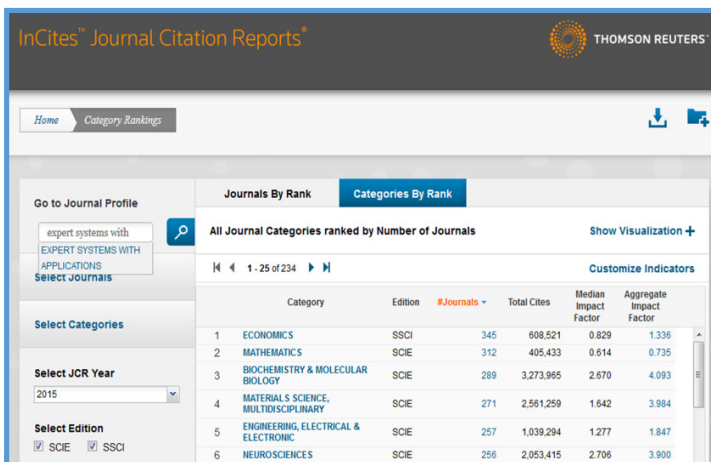 InCites™ Journal Citation Reports®
THOMSON REUTERS™
Home
Category Rankings
Go to Journal Profile
expert systems with
EXPERT SYSTEMS WITH
APPLICATIONS
Select Journals
Select Categories
Select JCR Year
2015
Select Edition
SCIE SSCI
Journals By Rank Categories By Rank
All Journal Categories ranked by Number of Journals
Show Visualization +
1 - 25 of 234
Customize Indicators
Category Edition #Journals Total Cites Median Impact Factor Aggregate Impact Factor
1 ECONOMICS SSCI 345 608,521 0.829 1.336
2 MATHEMATICS SCIE 312 405,433 0.614 0.735
3 BIOCHEMISTRY & MOLECULAR BIOLOGY SCIE 289 3,273,965 2.670 4.093
4 MATERIALS SCIENCE, MULTIDISCIPLINARY SCIE 271 2,561,259 1.642 3.984
5 ENGINEERING, ELECTRICAL & ELECTRONIC SCIE 257 1,039,294 1.277 1.847
6 NEUROSCIENCES SCIE 256 2,053,415 2.706 3.900